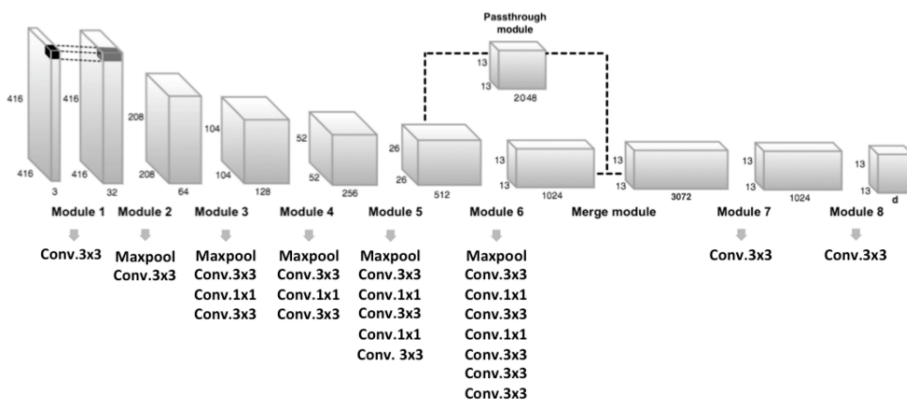 Passthrough
module
13
13
2048
416
416
3
416
416
32
208
208
64
104
104
128
52
52
256
26
26
512
13
13
1024
13
13
3072
13
13
1024
13
13
d
Module 1
Module 2
Module 3
Module 4
Module 5
Module 6
Merge module
Module 7
Module 8
Conv.3x3
Maxpool
Conv.3x3
Maxpool
Conv.3x3
Conv.1x1
Conv.3x3
Maxpool
Conv.3x3
Conv.1x1
Conv.3x3
Maxpool
Conv.3x3
Conv.1x1
Conv.3x3
Conv.1x1
Conv. 3x3
Maxpool
Conv.3x3
Conv.1x1
Conv.3x3
Conv.1x1
Conv.3x3
Conv.3x3
Conv.3x3
Conv.3x3
Conv.3x3